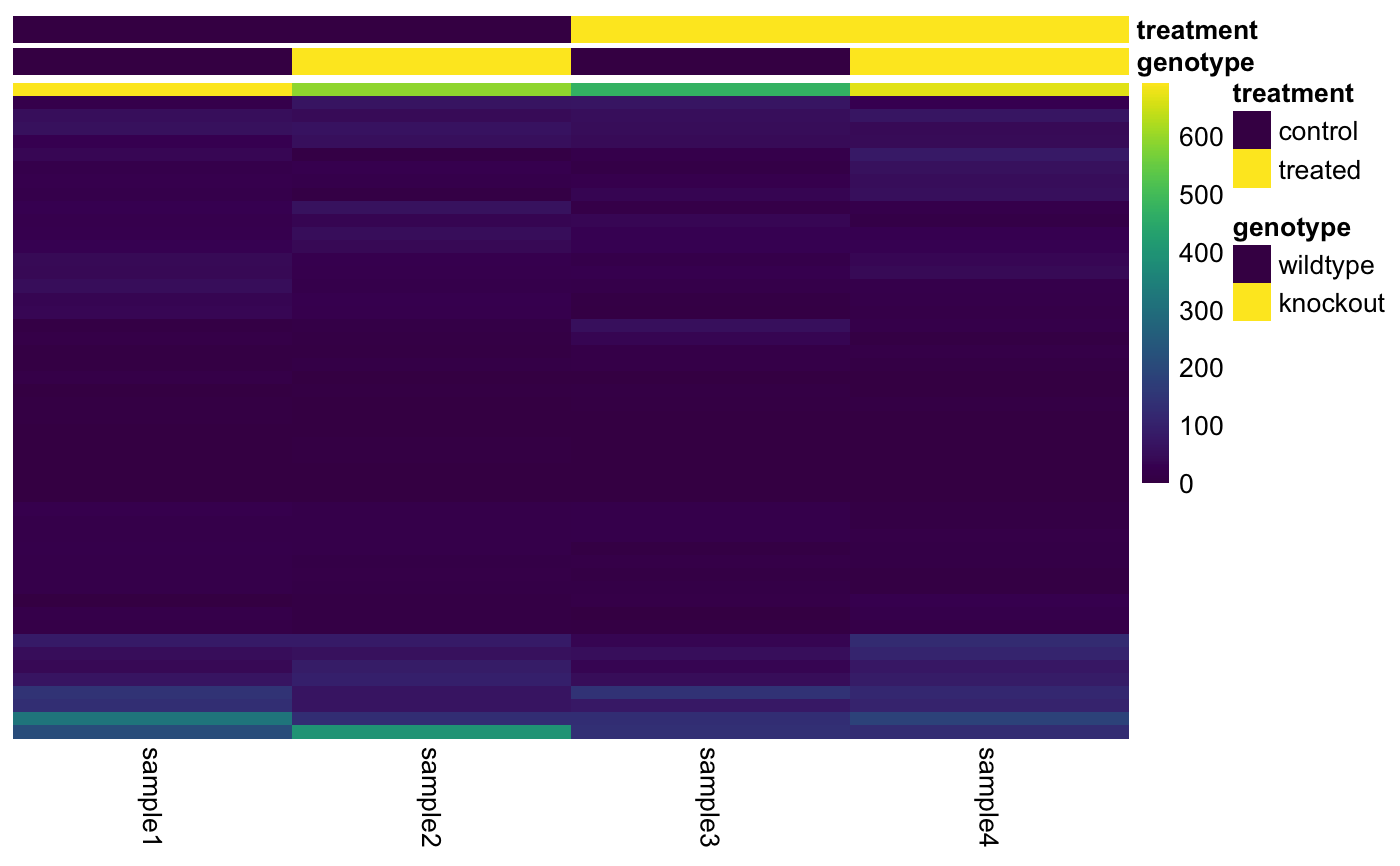 treatment
genotype
treatment
control
treated
genotype
wildtype
knockout
600
500
400
300
200
100
0
sample1
sample2
sample3
sample4